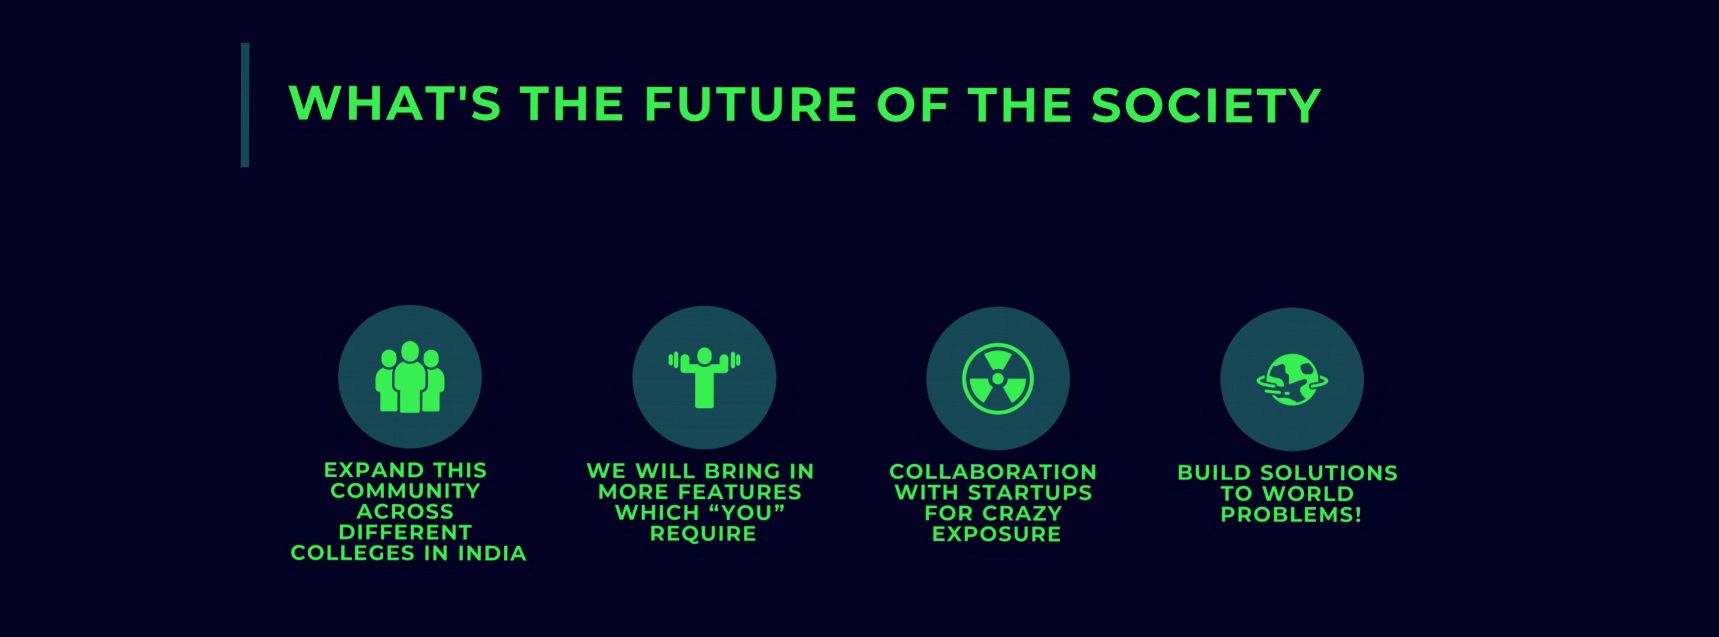 WHAT'S THE FUTURE OF THE SOCIETY
EXPAND THIS
COMMUNITY
ACROSS
DIFFERENT
COLLEGES IN INDIA
WE WILL BRING IN
MORE FEATURES
WHICH “YOU”
REQUIRE
COLLABORATION
WITH STARTUPS
FOR CRAZY
EXPOSURE
BUILD SOLUTIONS
TO WORLD
PROBLEMS!